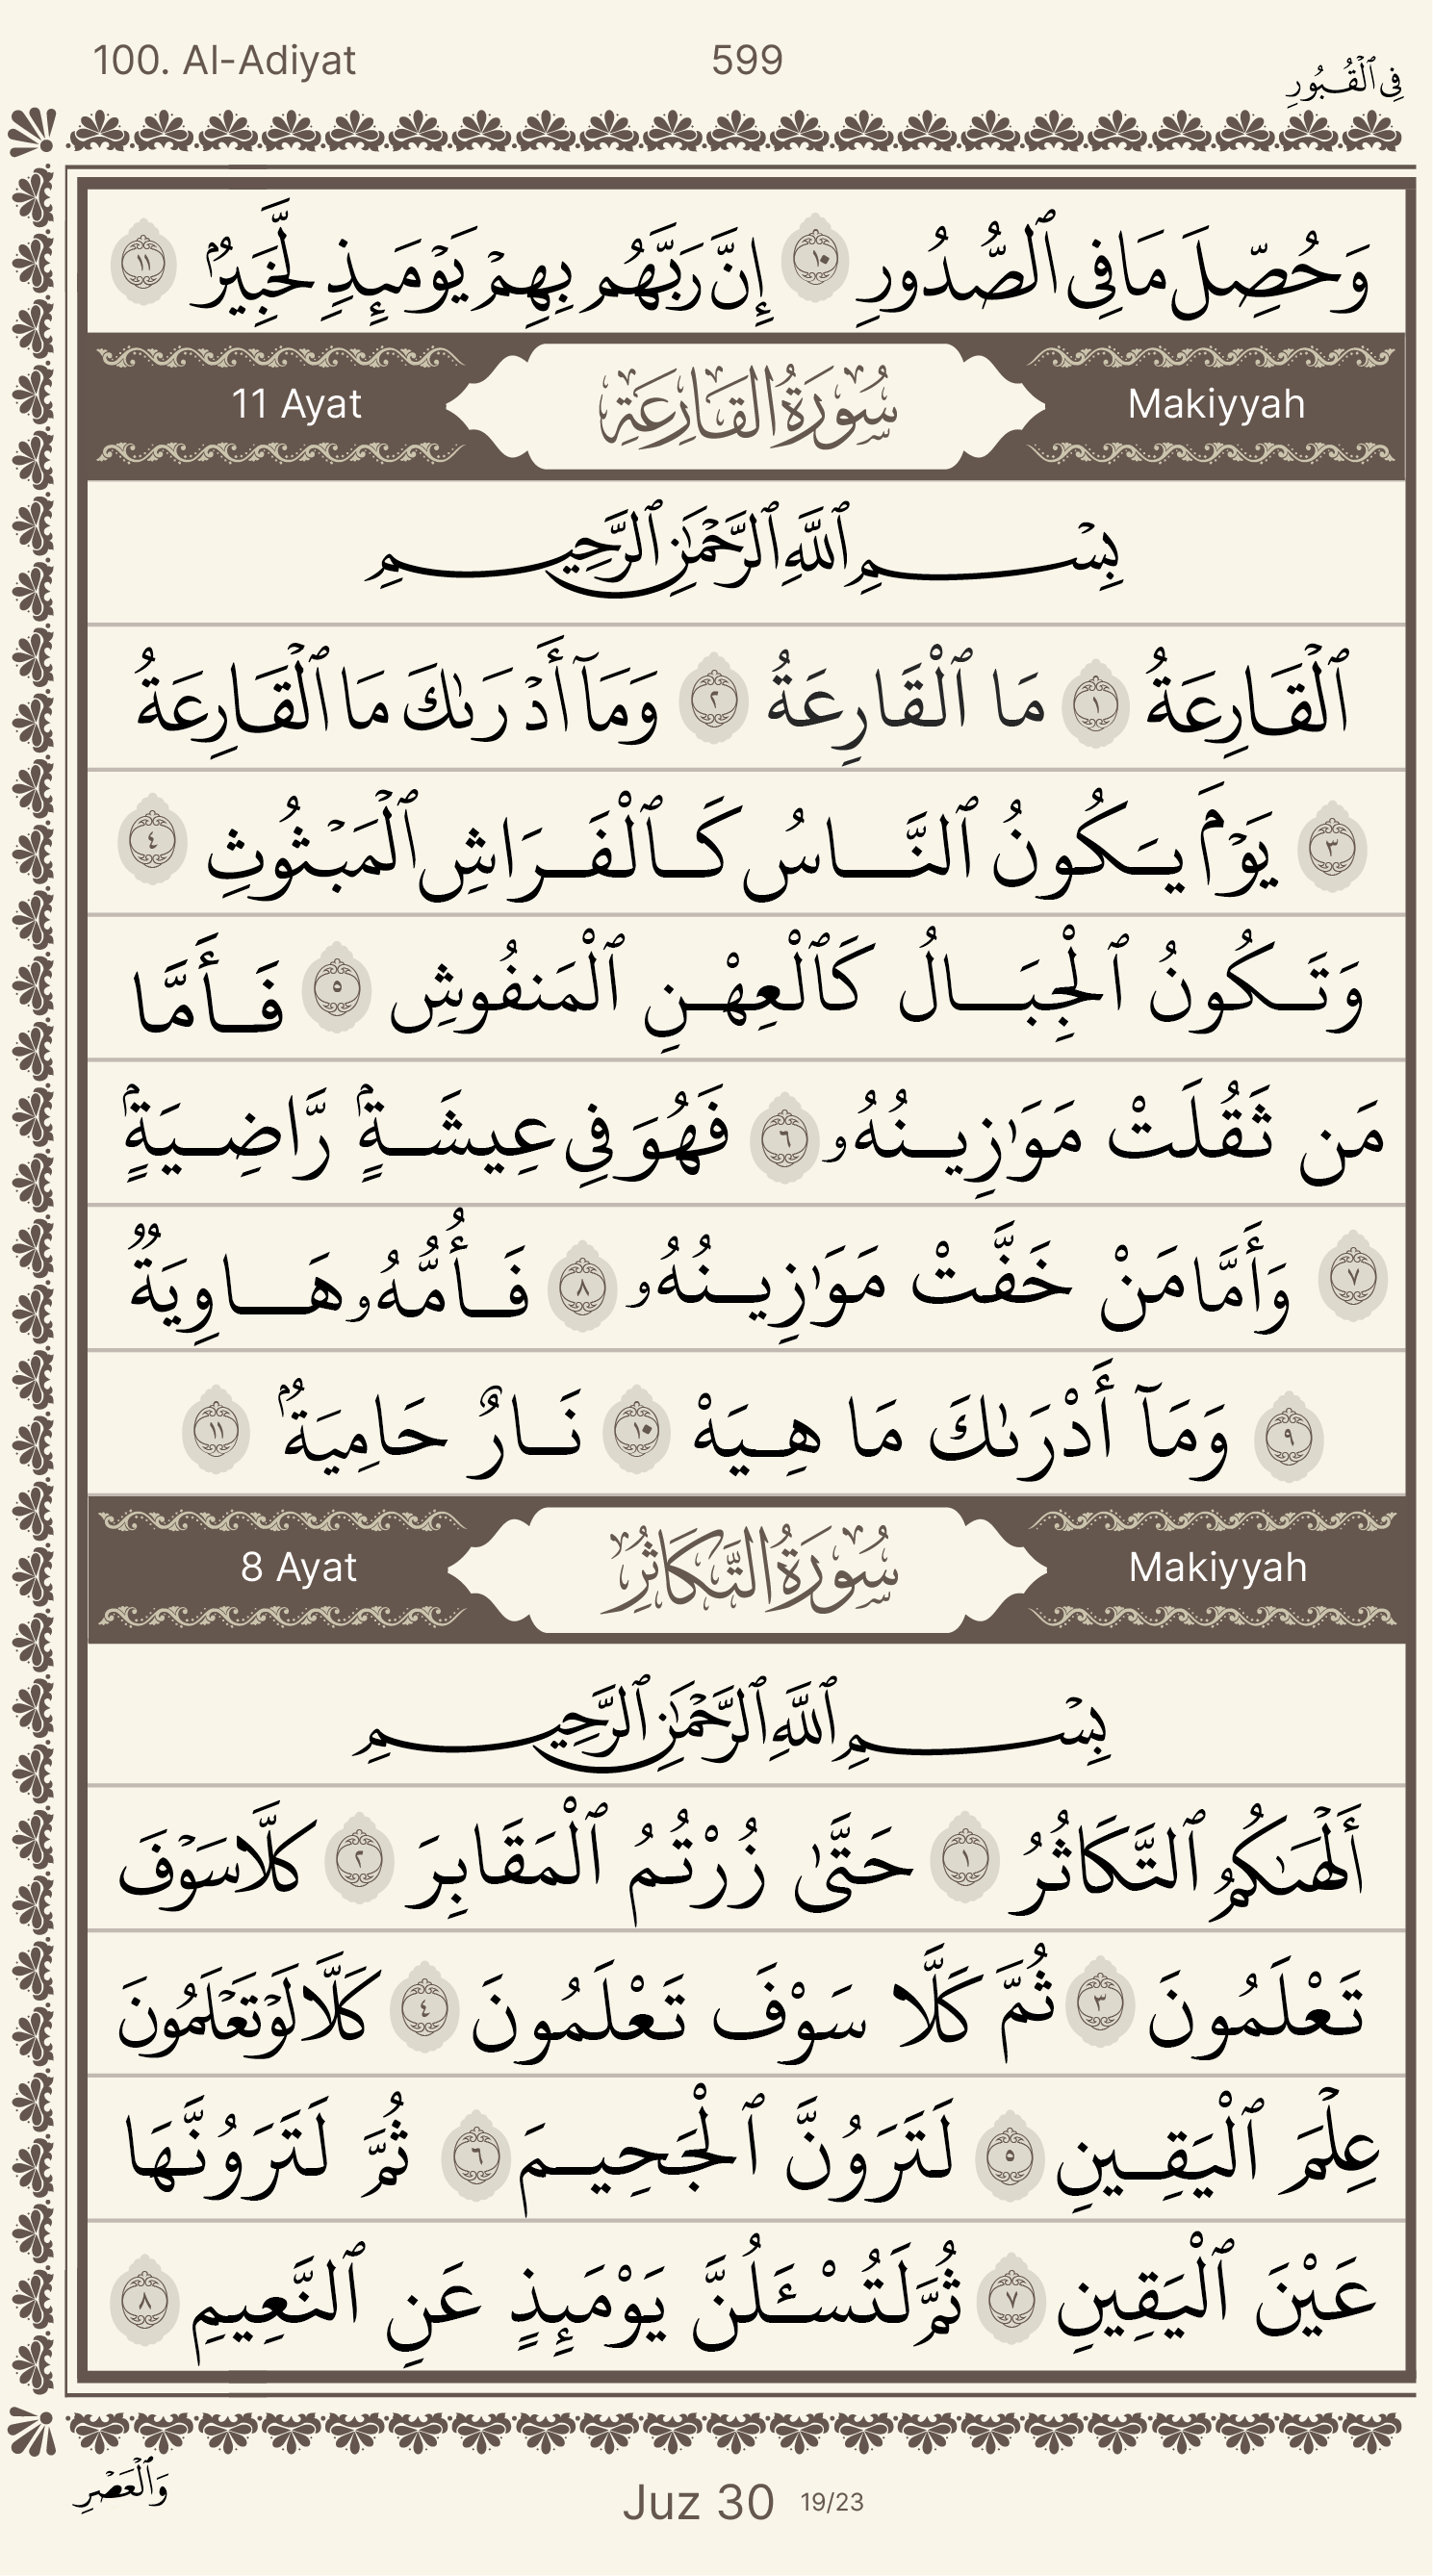 100. Al-Adiyat 599 فِي ٱلۡقُبُورِ
وَحُصِّلَ مَا فِي ٱلصُّدُورِ ١٠ إِنَّ رَبَّهُم بِهِمۡ يَوۡمَئِذٖ لَّخَبِيرُۢ ١١
Makiyyah سُورَةُ القَارِعَةِ 11 Ayat
بِسۡمِ ٱللَّهِ ٱلرَّحۡمَٰنِ ٱلرَّحِيمِ
ٱلۡقَارِعَةُ ١ مَا ٱلْقَارِعَةُ ٢ وَمَآ أَدۡرَىٰكَ مَا ٱلۡقَارِعَةُ
٣ يَوۡمَ يَكُونُ ٱلنَّاسُ كَٱلْفَرَاشِ ٱلۡمَبۡثُوثِ ٤
وَتَكُونُ ٱلْجِبَالُ كَٱلْعِهْنِ ٱلْمَنفُوشِ ٥ فَأَمَّا
مَن ثَقُلَتْ مَوَٰزِينُهُۥ ٦ فَهُوَ فِي عِيشَةٍۢ رَّاضِيَةٍۢ
٧ وَأَمَّا مَنْ خَفَّتْ مَوَٰزِينُهُۥ ٨ فَأُمُّهُۥ هَاوِيَةٞ
٩ وَمَآ أَدْرَىٰكَ مَا هِيَهْ ١٠ نَارٌ حَامِيَةُۢ ١١
Makiyyah سُورَةُ التَّكَاثُرِ 8 Ayat
بِسۡمِ ٱللَّهِ ٱلرَّحۡمَٰنِ ٱلرَّحِيمِ
أَلۡهَىٰكُمُ ٱلتَّكَاثُرُ ١ حَتَّىٰ زُرْتُمُ ٱلْمَقَابِرَ ٢ كَلَّا سَوۡفَ
تَعْلَمُونَ ٣ ثُمَّ كَلَّا سَوْفَ تَعْلَمُونَ ٤ كَلَّا لَوۡ تَعۡلَمُونَ
عِلۡمَ ٱلْيَقِينِ ٥ لَتَرَوُنَّ ٱلْجَحِيمَ ٦ ثُمَّ لَتَرَوُنَّهَا
عَيْنَ ٱلْيَقِينِ ٧ ثُمَّ لَتُسْـَٔلُنَّ يَوْمَئِذٍ عَنِ ٱلنَّعِيمِ ٨
وَٱلۡعَصۡرِ
Juz 30 19/23